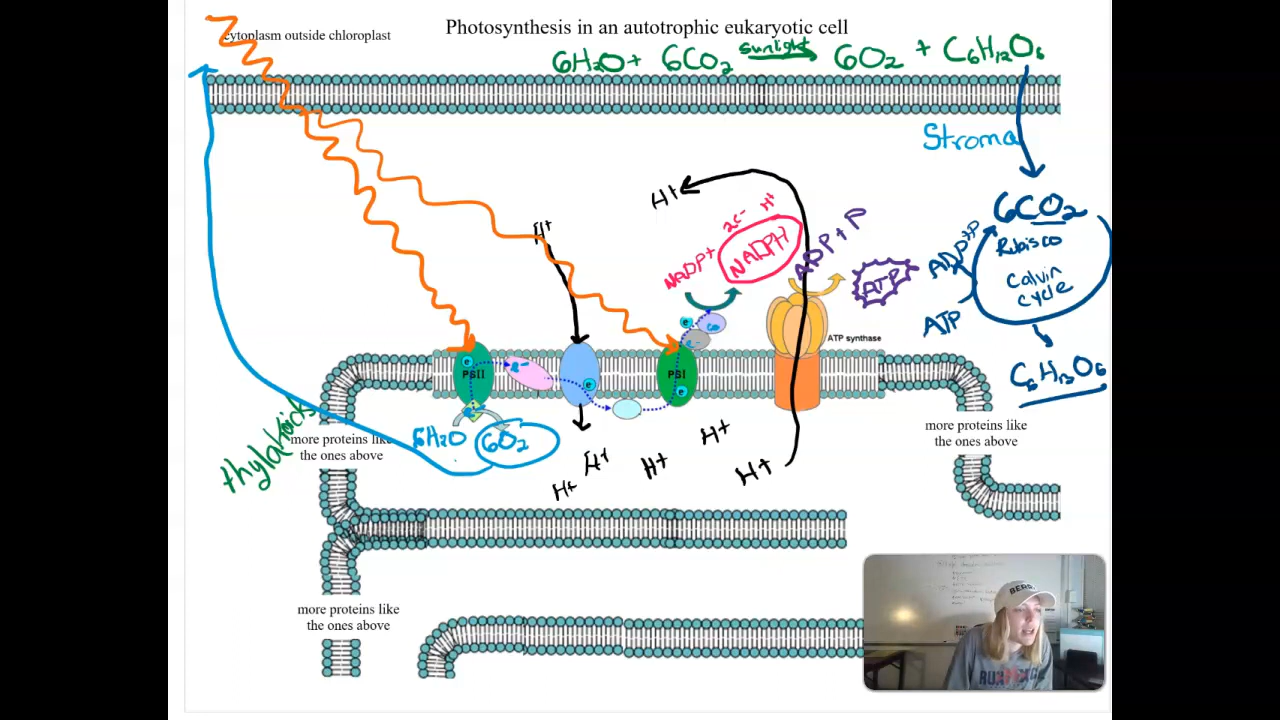 Photosynthesis in an autotrophic eukaryotic cell
cytoplasm outside chloroplast
6H2O + 6CO2 sunlight 6O2 + C6H12O6
Stroma
H+
H+
NADP+ 2e- H+
NADPH
ADP + P
ATP
6CO2
Rubisco
Calvin
cycle
ADP+P
ATP
C6H12O6
ATP synthase
e
PSII
e-
e
e
e-
PSI
e
thylakoids
more proteins like
the ones above
6H2O
6O2
H+
H+
H+
H+
H+
more proteins like
the ones above
more proteins like
the ones above